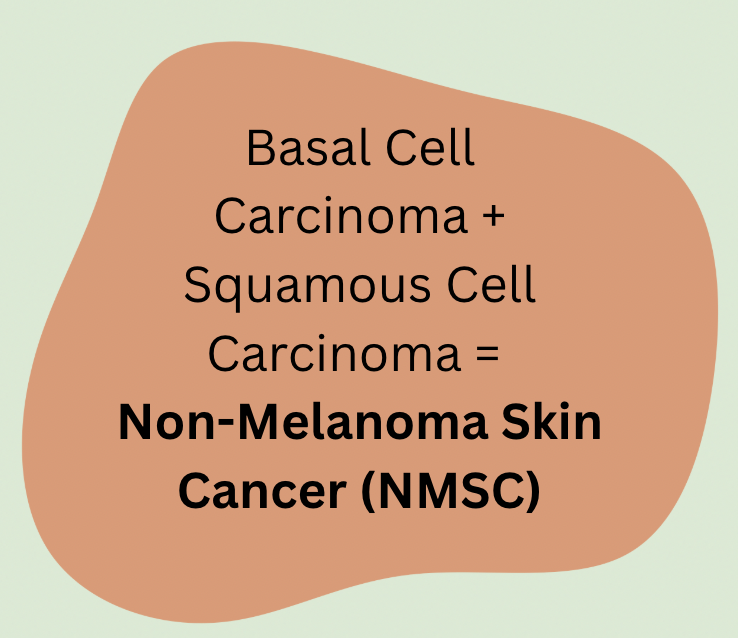 Basal Cell
Carcinoma +
Squamous Cell
Carcinoma =
Non-Melanoma Skin
Cancer (NMSC)